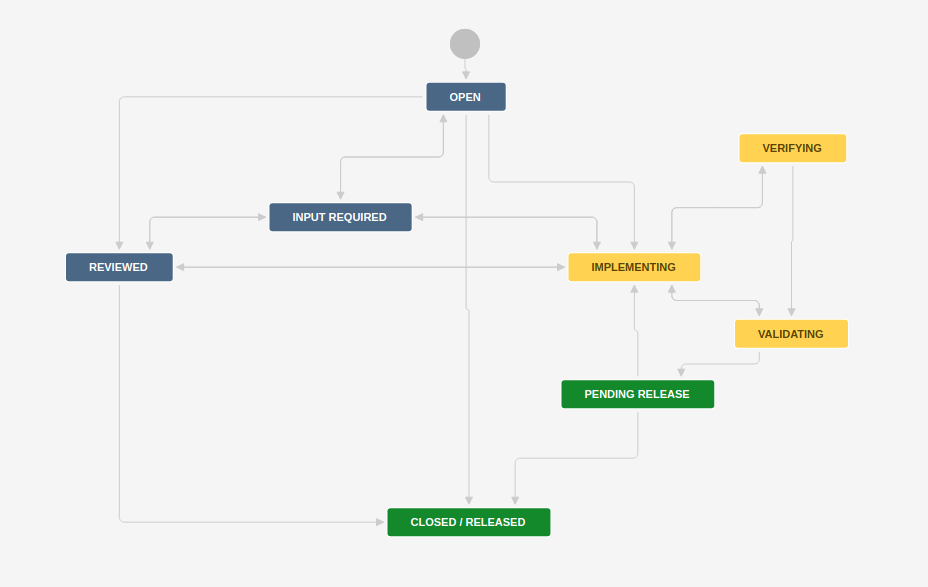 OPEN
VERIFYING
INPUT REQUIRED
REVIEWED
IMPLEMENTING
VALIDATING
PENDING RELEASE
CLOSED / RELEASED